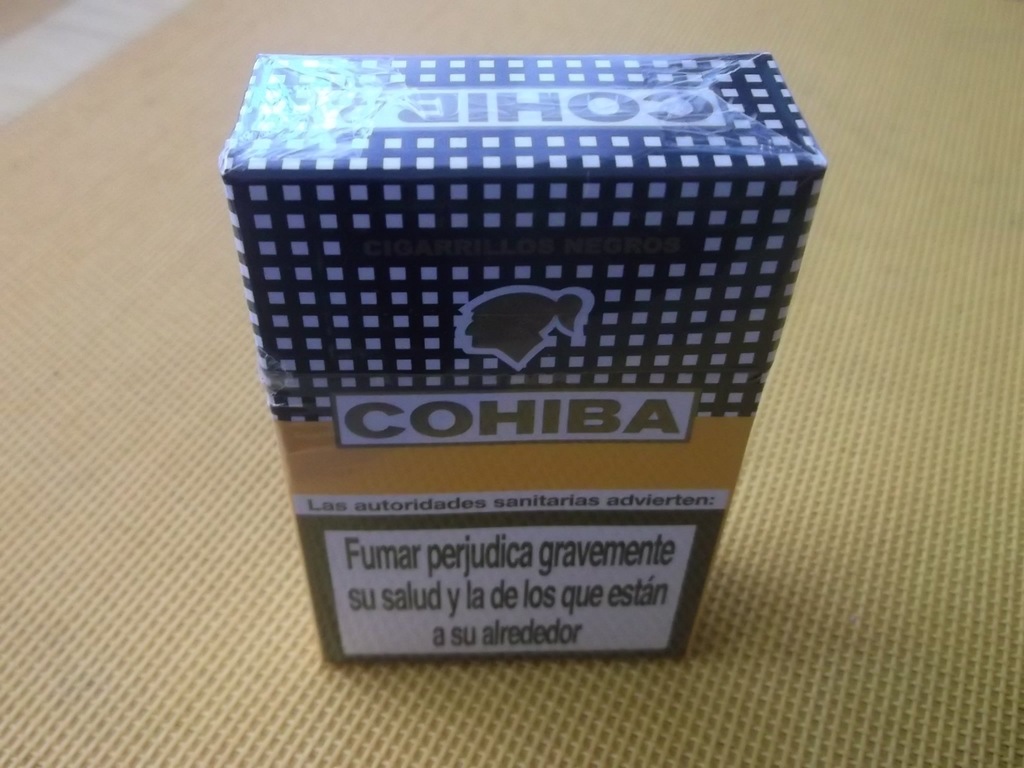 COHIB
CIGARRILLOS NEGROS
COHIBA
Las autoridades sanitarias advierten:
Fumar perjudica gravemente
su salud y la de los que están
a su alrededor